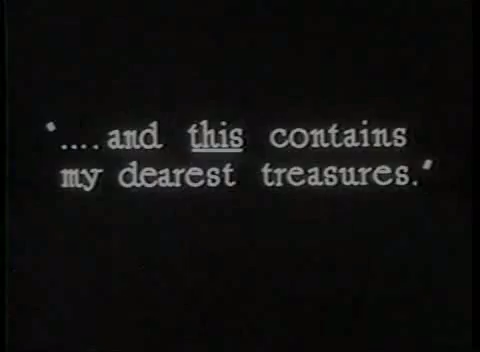 '....and this contains
my dearest treasures.'